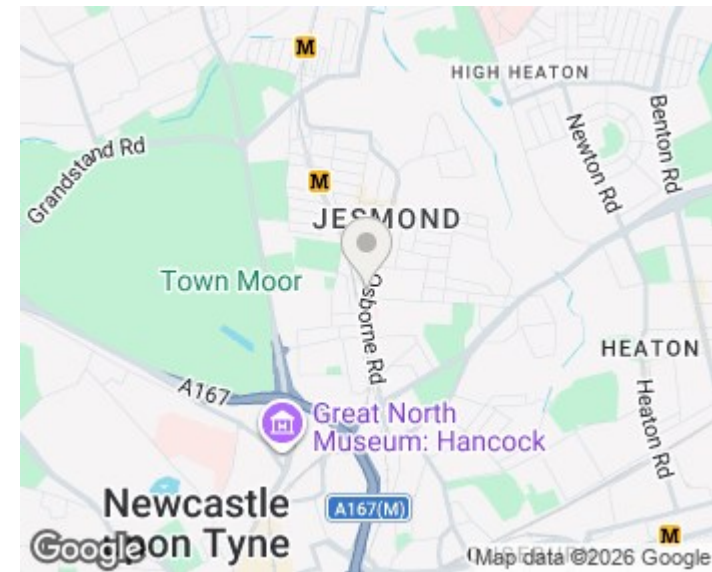 M
HIGH HEATON
Benton Rd
Newton Rd
Grandstand Rd
M
JESMOND
Town Moor
Osborne Rd
HEATON
A167
Heaton Rd
Great North
Museum: Hancock
Newcastle
upon Tyne
A167(M)
M
Google
Map data ©2026 Google